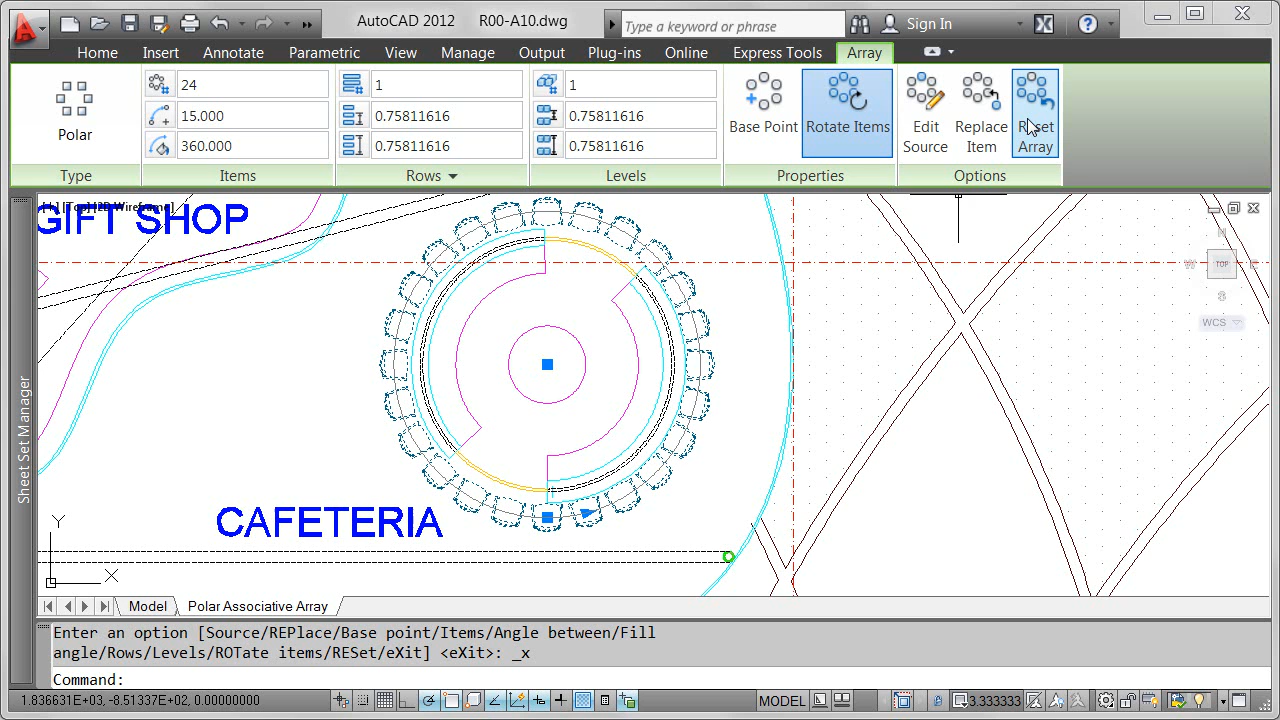 AutoCAD 2012 R00-A10.dwg Type a keyword or phrase Sign In
Home Insert Annotate Parametric View Manage Output Plug-ins Online Express Tools Array
24 1 1
15.000 0.75811616 0.75811616
360.000 0.75811616 0.75811616
Polar
Base Point Rotate Items
Edit Source
Replace Item
Reset Array
Type Items Rows Levels Properties Options
[-] [Top] [2D Wireframe]
GIFT SHOP
TOP
W
E
S
WCS
CAFETERIA
Y
X
Sheet Set Manager
Model Polar Associative Array
Enter an option [Source/REPlace/Base point/Items/Angle between/Fill
angle/Rows/Levels/ROTate items/RESet/eXit] <eXit>: _x
Command:
1.836631E+03, -8.51337E+02, 0.00000000 MODEL 3.333333